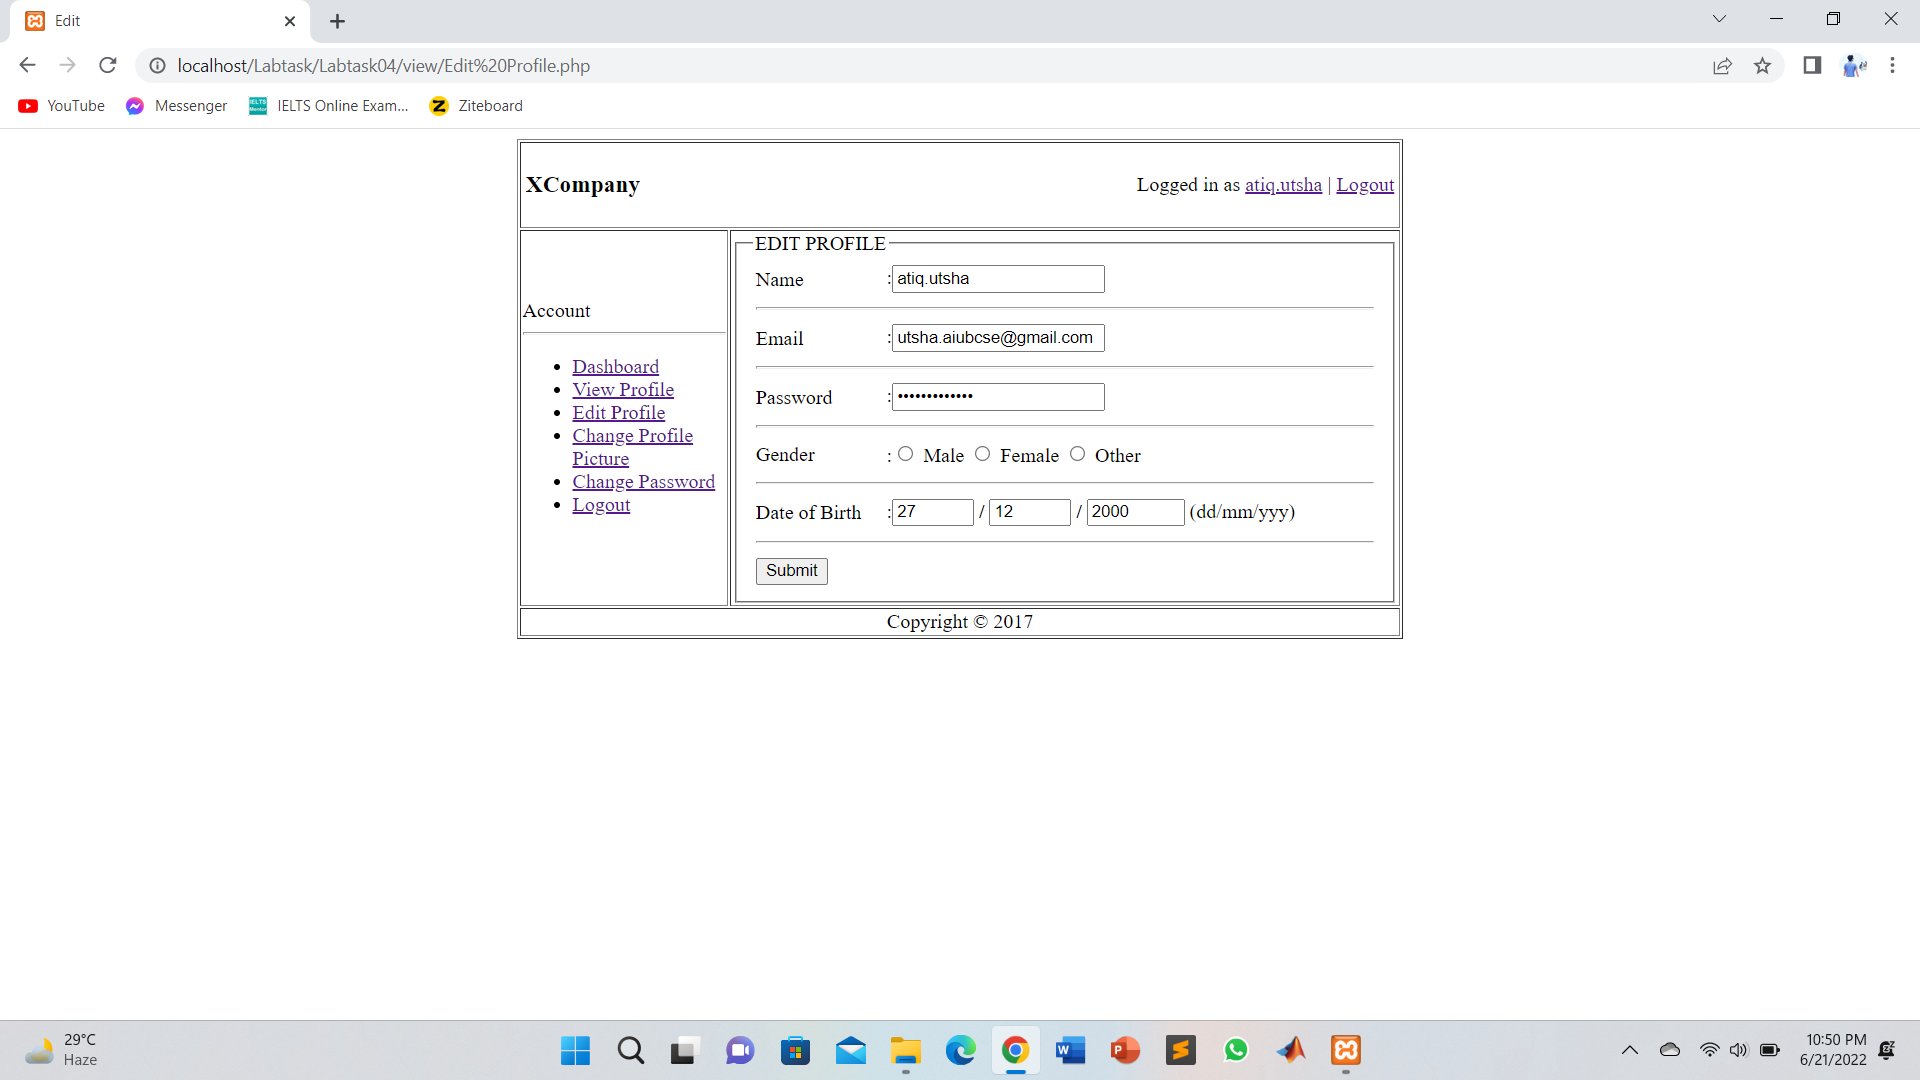 Edit
localhost/Labtask/Labtask04/view/Edit%20Profile.php
YouTube Messenger IELTS Online Exam... Ziteboard
XCompany Logged in as atiq.utsha | Logout
Account
Dashboard
View Profile
Edit Profile
Change Profile
Picture
Change Password
Logout
EDIT PROFILE
Name : atiq.utsha
Email : utsha.aiubcse@gmail.com
Password : •••••••••••••
Gender : Male Female Other
Date of Birth : 27 / 12 / 2000 (dd/mm/yyy)
Submit
Copyright © 2017
29°C
Haze
10:50 PM
6/21/2022